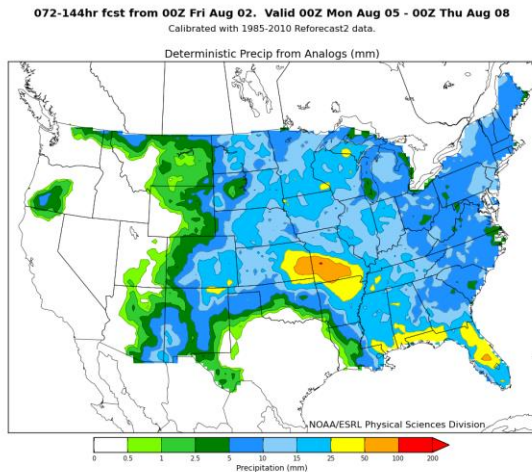 072-144hr fcst from 00Z Fri Aug 02.  Valid 00Z Mon Aug 05 - 00Z Thu Aug 08
Calibrated with 1985-2010 Reforecast2 data.
Deterministic Precip from Analogs (mm)
NOAA/ESRL Physical Sciences Division
0 0.5 1 2.5 5 10 25 50 100 200
Precipitation (mm)